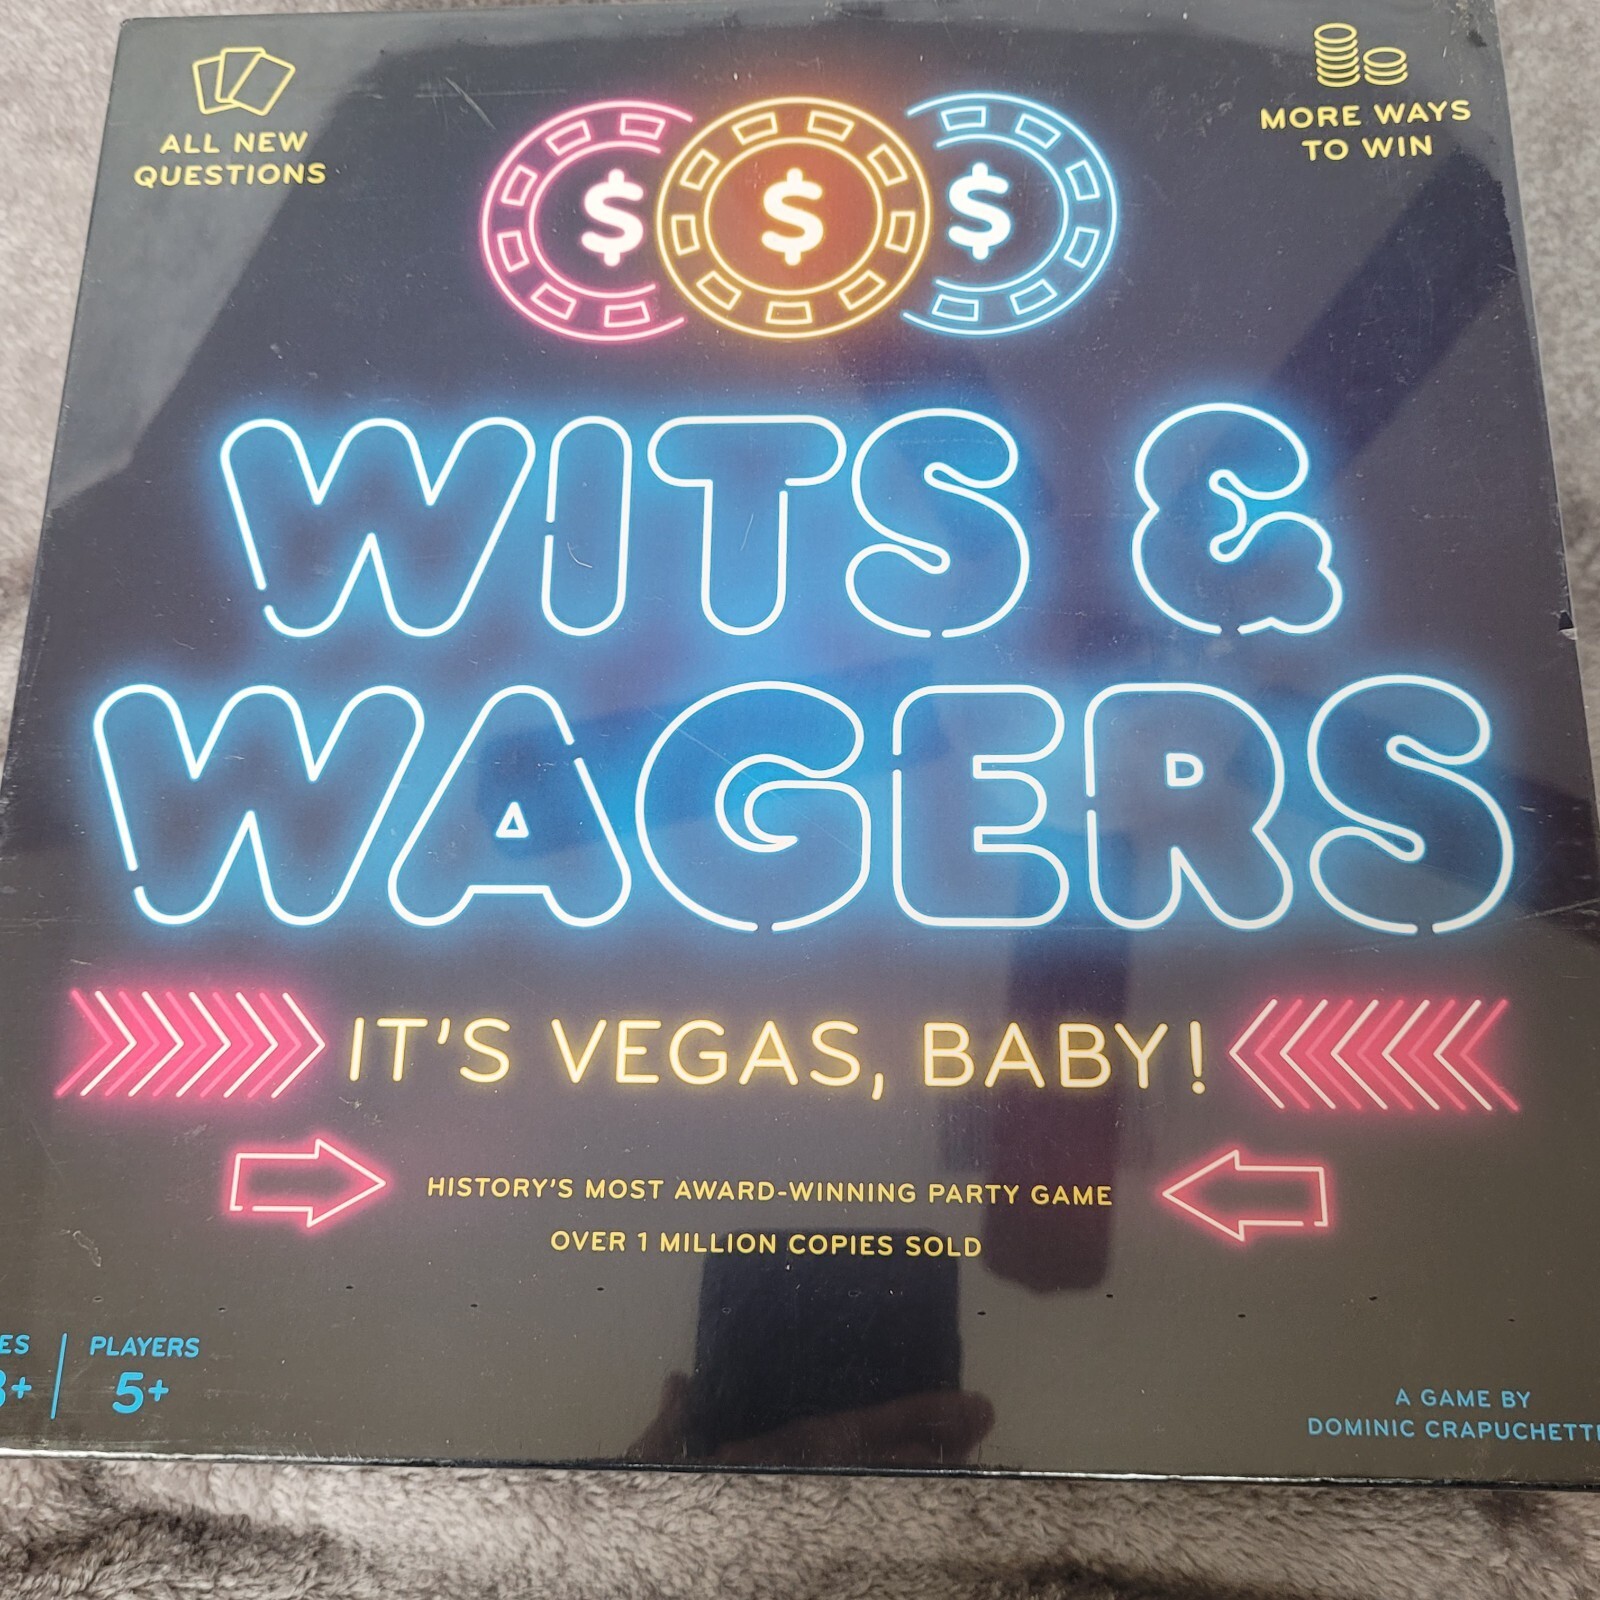 ALL NEW
QUESTIONS
MORE WAYS
TO WIN
$ $ $
WITS &
WAGERS
IT'S VEGAS, BABY!
HISTORY'S MOST AWARD-WINNING PARTY GAME
OVER 1 MILLION COPIES SOLD
PLAYERS
5+
A GAME BY
DOMINIC